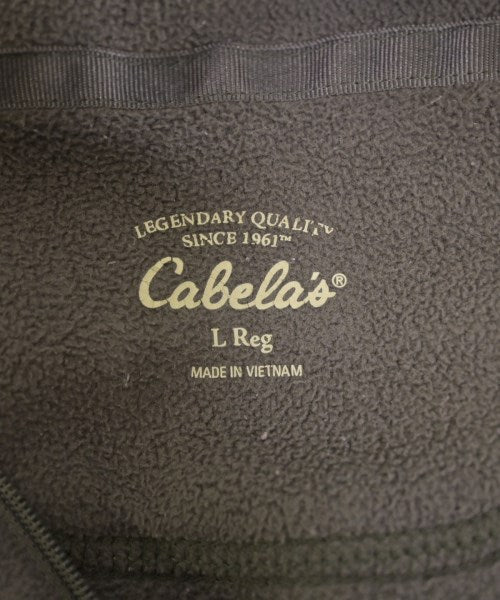 LEGENDARY QUALITY
SINCE 1961™
Cabela's®
L Reg
MADE IN VIETNAM